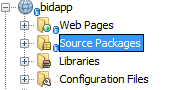 bidapp
Web Pages
Source Packages
Libraries
Configuration Files